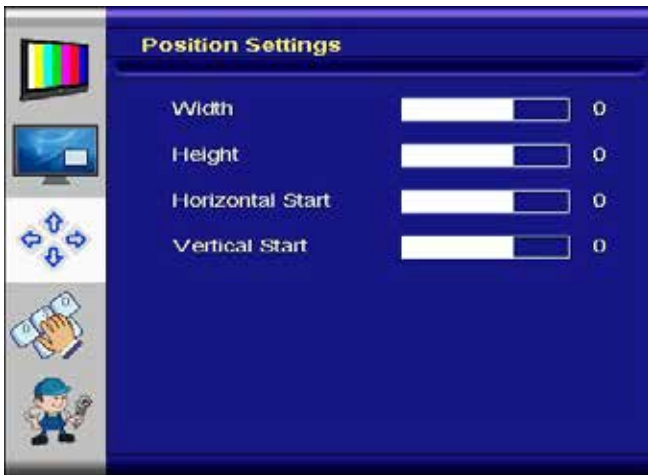 Position Settings
Width 0
Height 0
Horizontal Start 0
Vertical Start 0